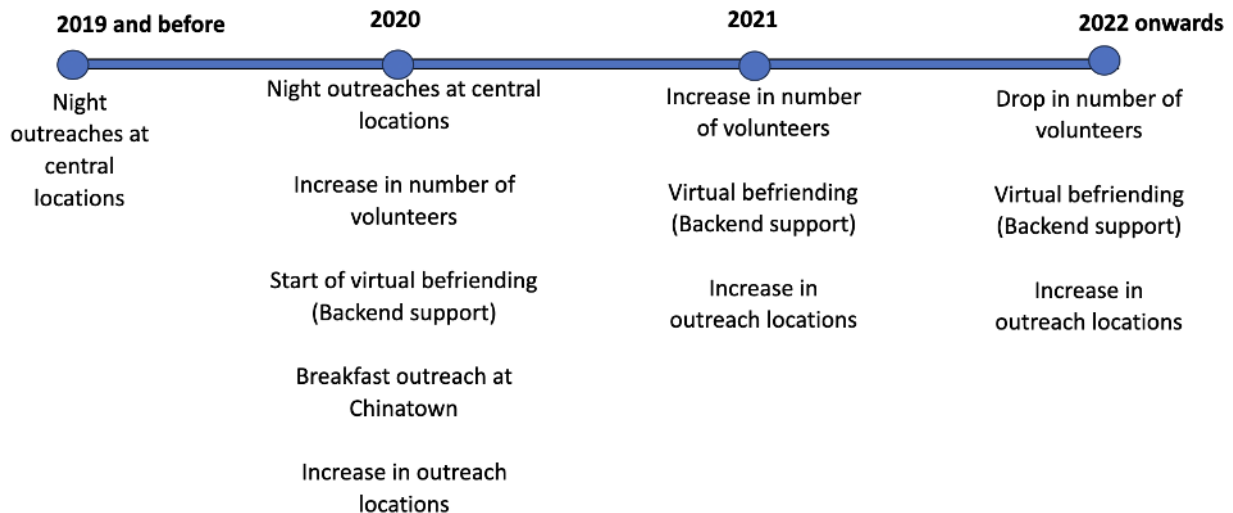 2019 and before
Night
outreaches at
central
locations
2020
Night outreaches at central
locations
Increase in number of
volunteers
Start of virtual befriending
(Backend support)
Breakfast outreach at
Chinatown
Increase in outreach
locations
2021
Increase in number
of volunteers
Virtual befriending
(Backend support)
Increase in
outreach locations
2022 onwards
Drop in number of
volunteers
Virtual befriending
(Backend support)
Increase in
outreach locations